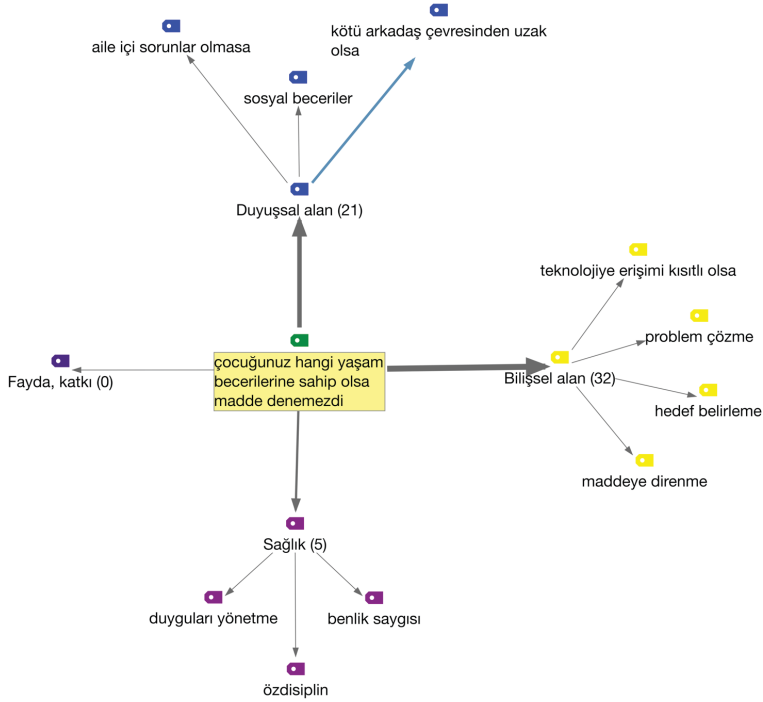 kötü arkadaş çevresinden uzak
olsa
aile içi sorunlar olmasa
sosyal beceriler
Duyuşsal alan (21)
teknolojiye erişimi kısıtlı olsa
problem çözme
çocuğunuz hangi yaşam
becerilerine sahip olsa
madde denemezdi
Fayda, katkı (0)
Bilişsel alan (32)
hedef belirleme
maddeye direnme
Sağlık (5)
duyguları yönetme
benlik saygısı
özdisiplin